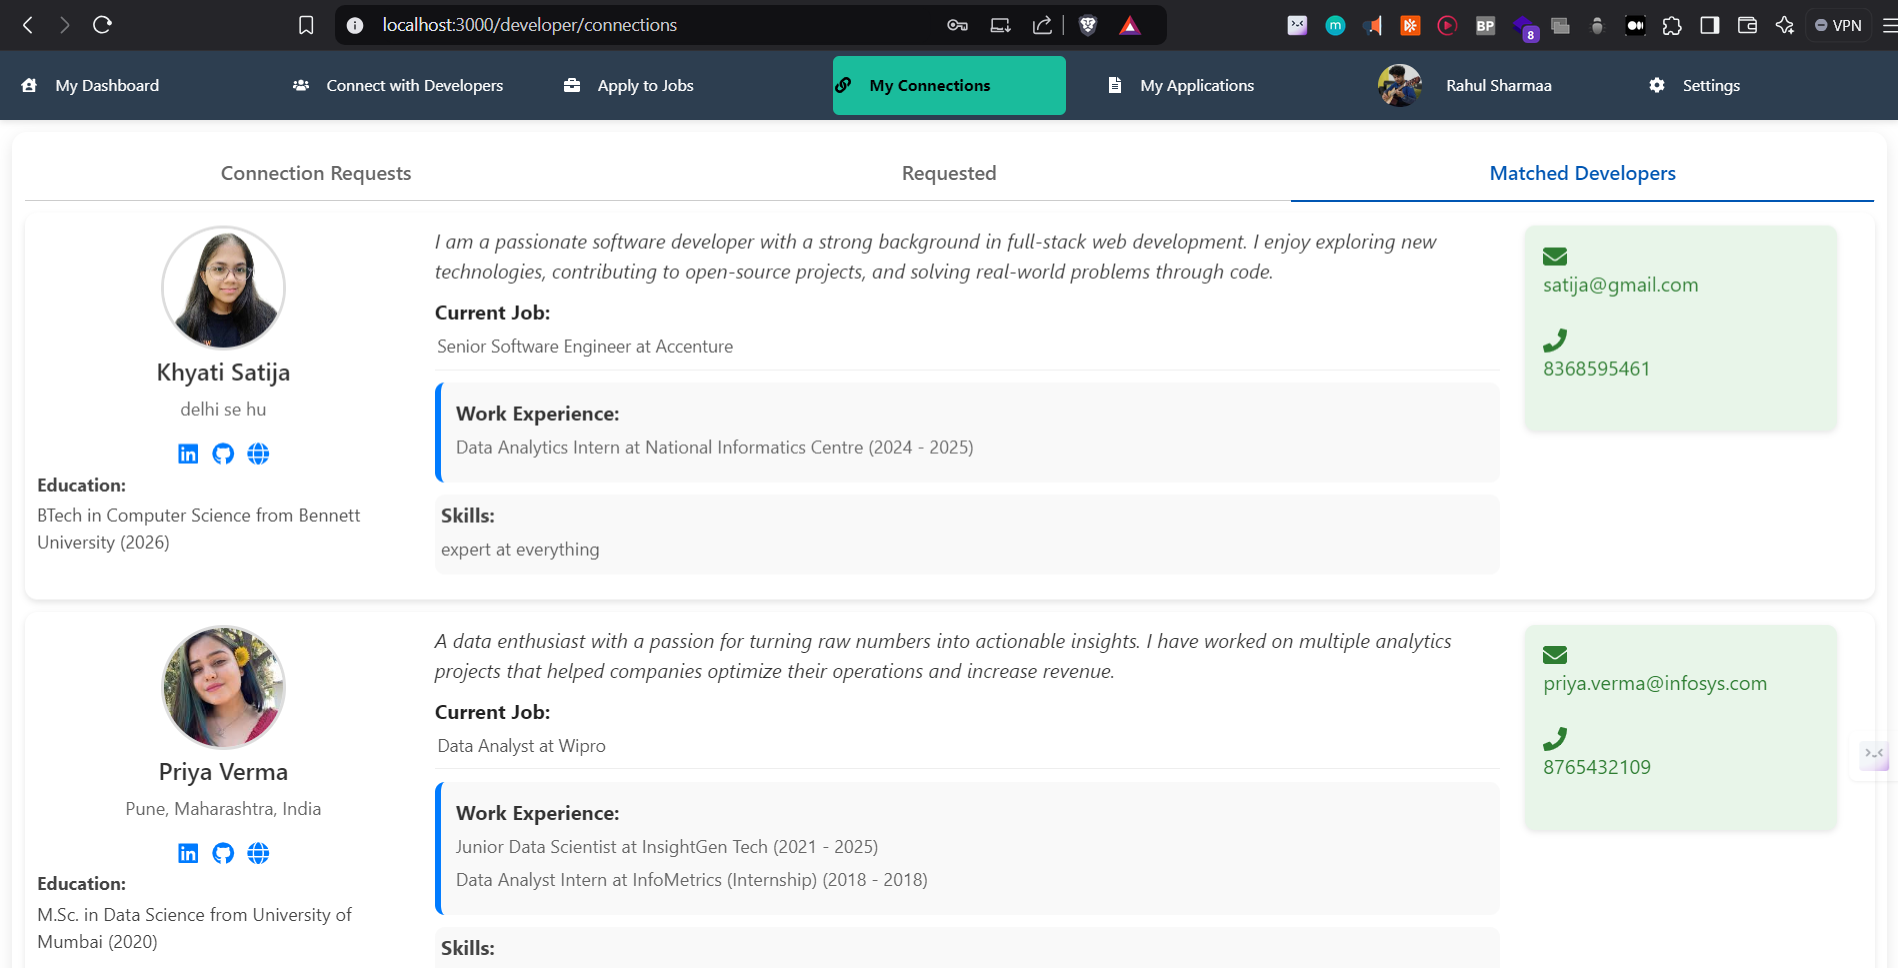 localhost:3000/developer/connections
BP
8
VPN
My Dashboard
Connect with Developers
Apply to Jobs
My Connections
My Applications
Rahul Sharmaa
Settings
Connection Requests
Requested
Matched Developers
Khyati Satija
delhi se hu
in
Education:
BTech in Computer Science from Bennett
University (2026)
I am a passionate software developer with a strong background in full-stack web development. I enjoy exploring new
technologies, contributing to open-source projects, and solving real-world problems through code.
Current Job:
Senior Software Engineer at Accenture
Work Experience:
Data Analytics Intern at National Informatics Centre (2024 - 2025)
Skills:
expert at everything
satija@gmail.com
8368595461
Priya Verma
Pune, Maharashtra, India
in
Education:
M.Sc. in Data Science from University of
Mumbai (2020)
A data enthusiast with a passion for turning raw numbers into actionable insights. I have worked on multiple analytics
projects that helped companies optimize their operations and increase revenue.
Current Job:
Data Analyst at Wipro
Work Experience:
Junior Data Scientist at InsightGen Tech (2021 - 2025)
Data Analyst Intern at InfoMetrics (Internship) (2018 - 2018)
Skills:
priya.verma@infosys.com
8765432109